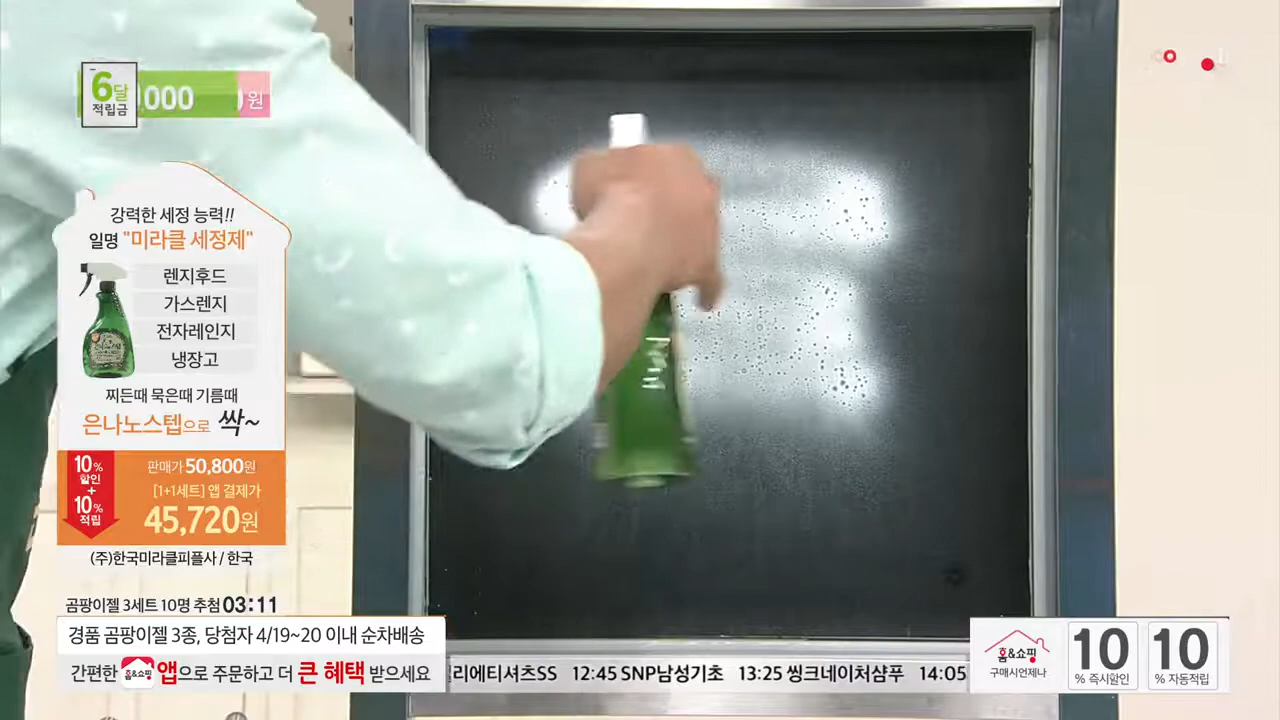 6달
적립금
,000
원
강력한 세정 능력!!
일명 "미라클 세정제"
렌지후드
가스렌지
전자레인지
냉장고
찌든때 묵은때 기름때
은나노스텝으로 싹~
10%
할인
+
10%
적립
판매가 50,800원
[1+1세트] 앱 결제가
45,720원
(주)한국미라클피플사 / 한국
곰팡이젤 3세트 10명 추첨 03:11
경품 곰팡이젤 3종, 당첨자 4/19~20 이내 순차배송
간편한 홈&쇼핑 앱으로 주문하고 더 큰 혜택 받으세요
리에티셔츠SS 12:45 SNP남성기초 13:25 씽크네이처샴푸 14:05
홈&쇼핑
구매시언제나
10
% 즉시할인
10
% 자동적립